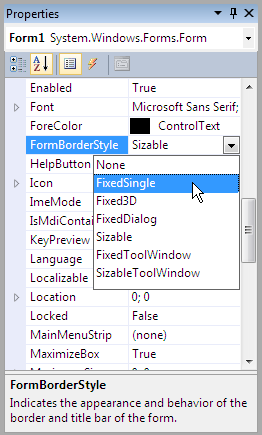 Properties
Form1 System.Windows.Forms.Form
Enabled True
Font Microsoft Sans Serif;
ForeColor ControlText
FormBorderStyle Sizable
HelpButton
None
Icon
FixedSingle
ImeMode
Fixed3D
IsMdiContai
FixedDialog
KeyPreview
Sizable
Language
FixedToolWindow
Localizable
SizableToolWindow
Location 0; 0
Locked False
MainMenuStrip (none)
MaximizeBox True
FormBorderStyle
Indicates the appearance and behavior of the
border and title bar of the form.